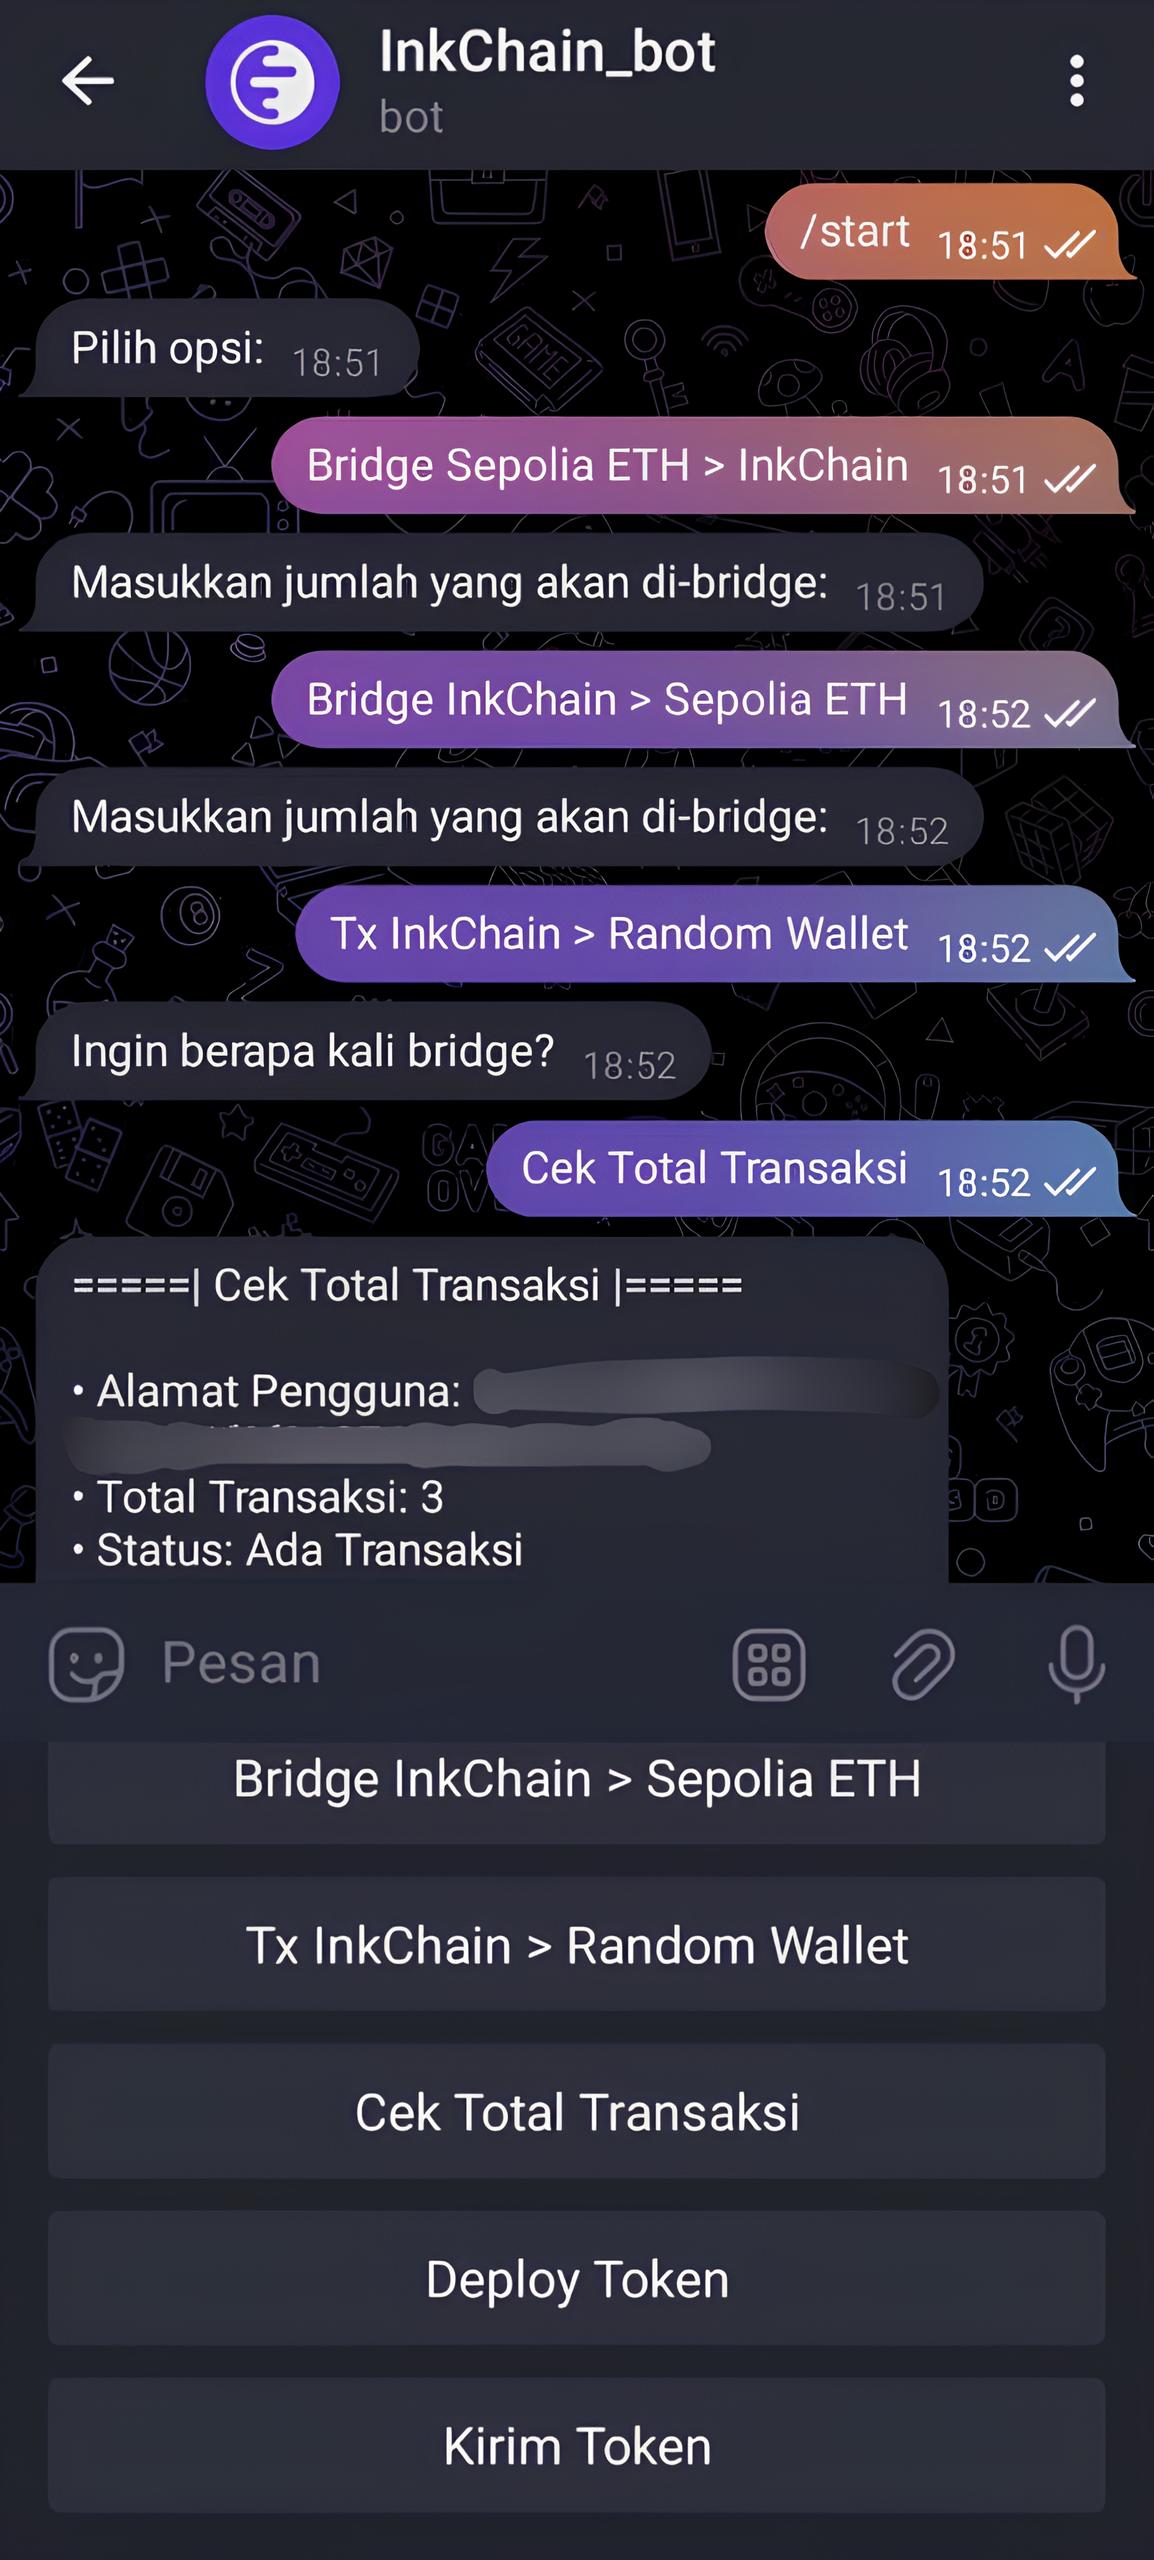 InkChain_bot
bot
/start 18:51
Pilih opsi: 18:51
Bridge Sepolia ETH > InkChain 18:51
Masukkan jumlah yang akan di-bridge: 18:51
Bridge InkChain > Sepolia ETH 18:52
Masukkan jumlah yang akan di-bridge: 18:52
Tx InkChain > Random Wallet 18:52
Ingin berapa kali bridge? 18:52
Cek Total Transaksi 18:52
=====| Cek Total Transaksi |=====
• Alamat Pengguna:
• Total Transaksi: 3
• Status: Ada Transaksi
Pesan
Bridge InkChain > Sepolia ETH
Tx InkChain > Random Wallet
Cek Total Transaksi
Deploy Token
Kirim Token